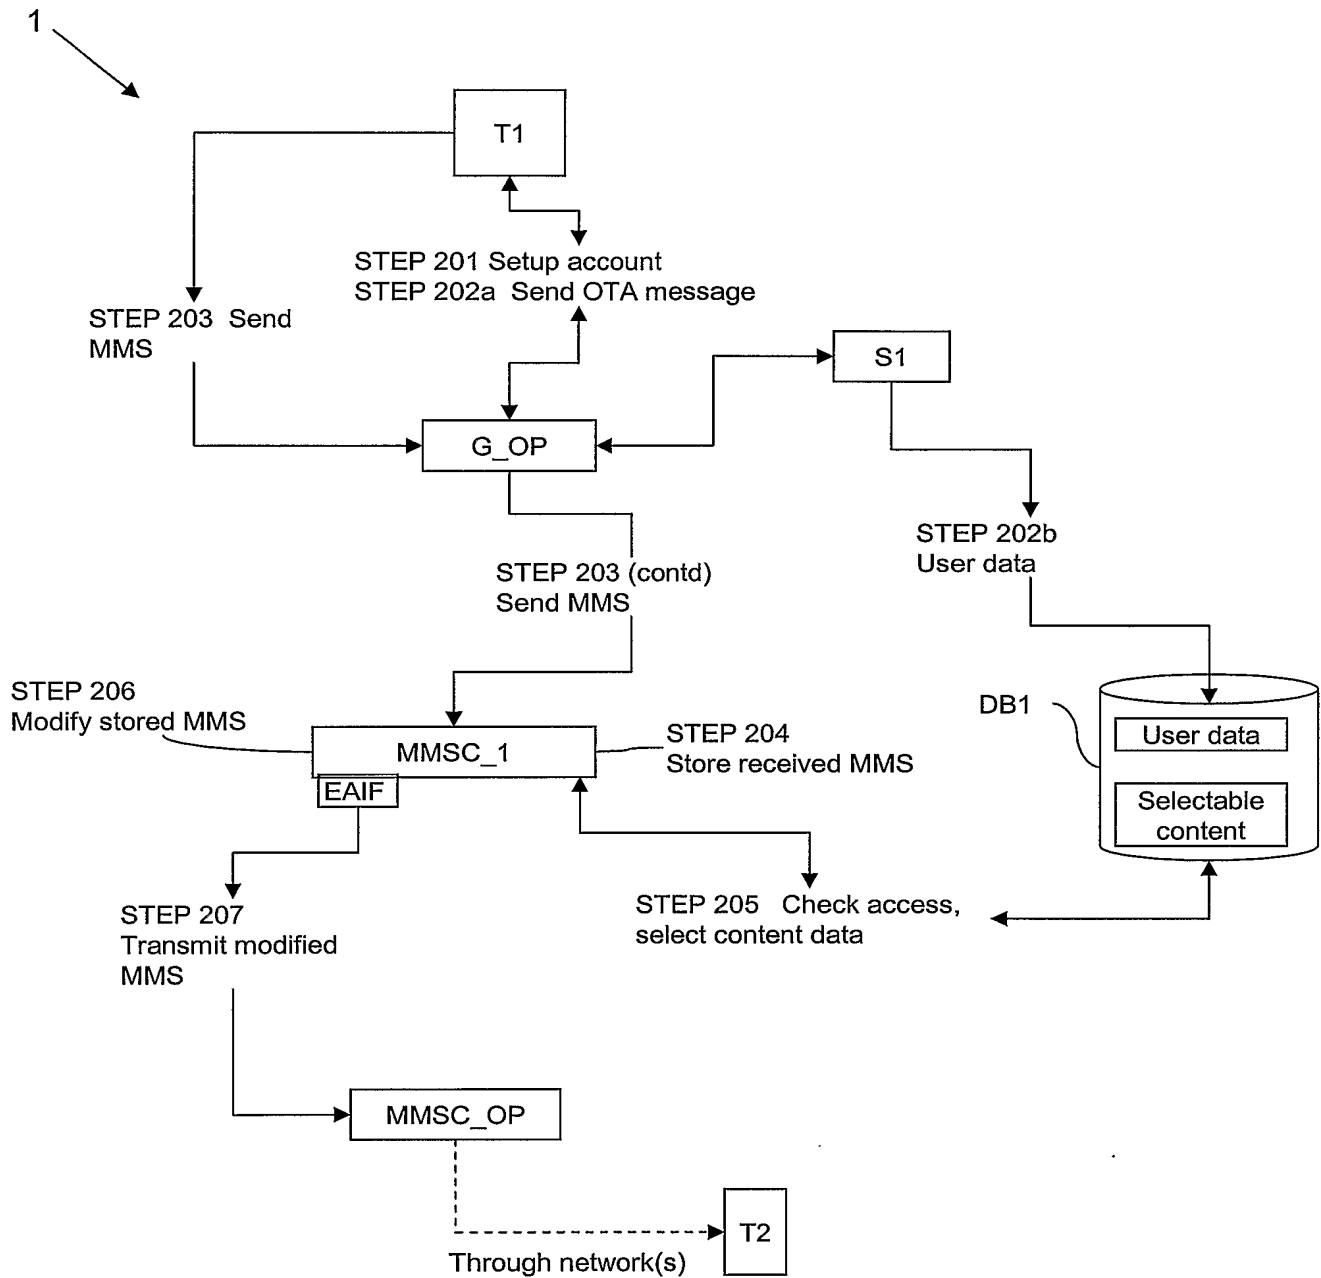 1
T1
STEP 201 Setup account
STEP 202a Send OTA message
STEP 203 Send
MMS
S1
G_OP
STEP 202b
User data
STEP 203 (contd)
Send MMS
STEP 206
Modify stored MMS
MMSC_1
EAIF
STEP 204
Store received MMS
DB1
User data
Selectable
content
STEP 205 Check access,
select content data
STEP 207
Transmit modified
MMS
MMSC_OP
T2
Through network(s)